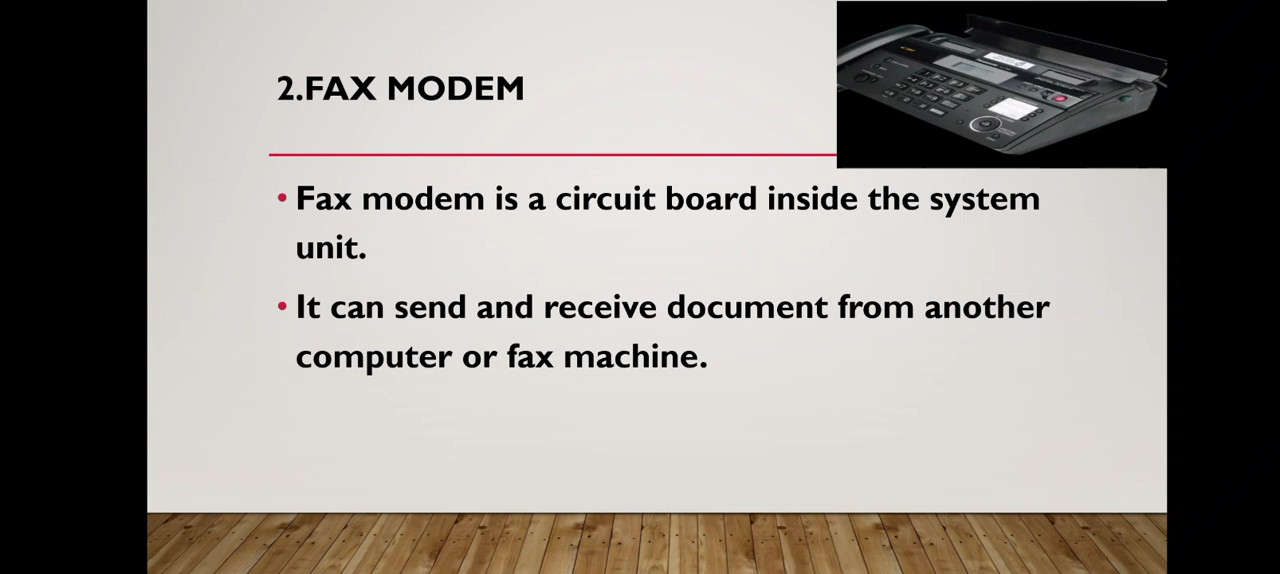 2.FAX MODEM
• Fax modem is a circuit board inside the system
unit.
• It can send and receive document from another
computer or fax machine.